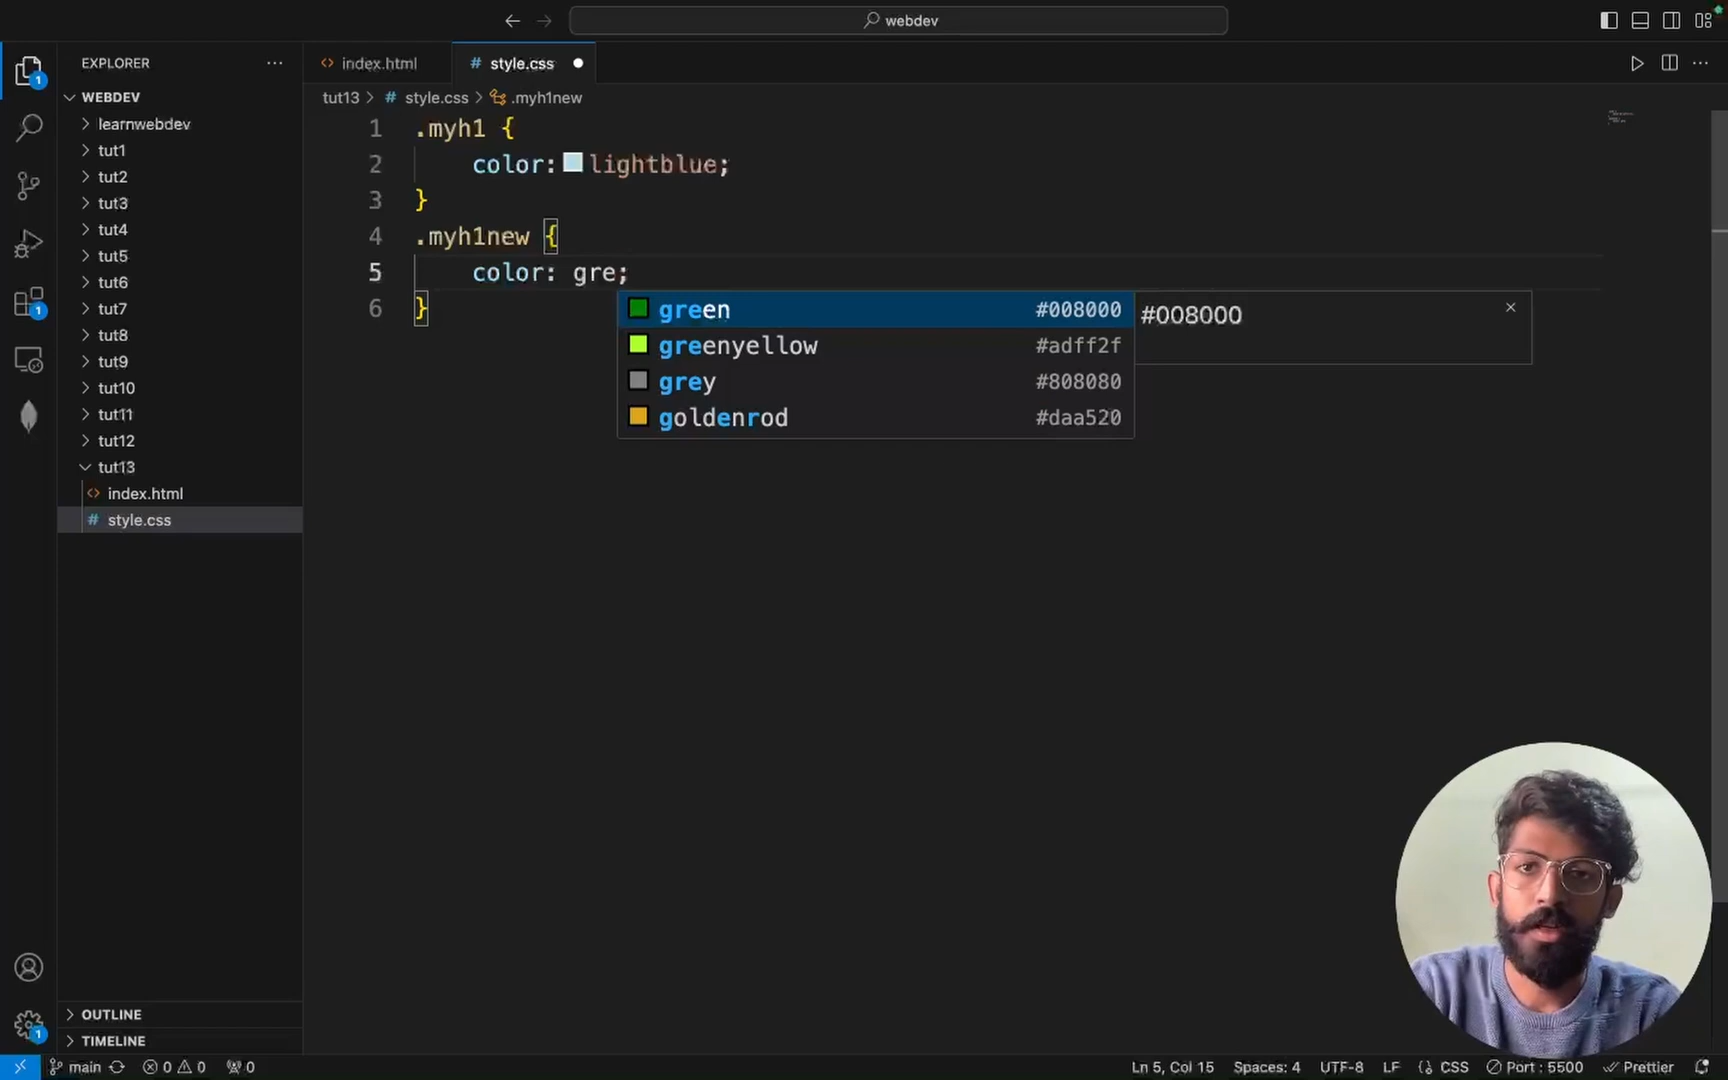 webdev
EXPLORER
index.html
style.css
WEBDEV
tut13 > style.css > .myh1new
learnwebdev
tut1
tut2
tut3
tut4
tut5
tut6
tut7
tut8
tut9
tut10
tut11
tut12
tut13
index.html
style.css
1 .myh1 {
2 color: lightblue;
3 }
4 .myh1new {
5 color: gre;
6 }
green #008000
greenyellow #adff2f
grey #808080
goldenrod #daa520
#008000
1
1
1
OUTLINE
TIMELINE
main 0 0 0 Ln 5, Col 15 Spaces: 4 UTF-8 LF {} CSS Port : 5500 Prettier